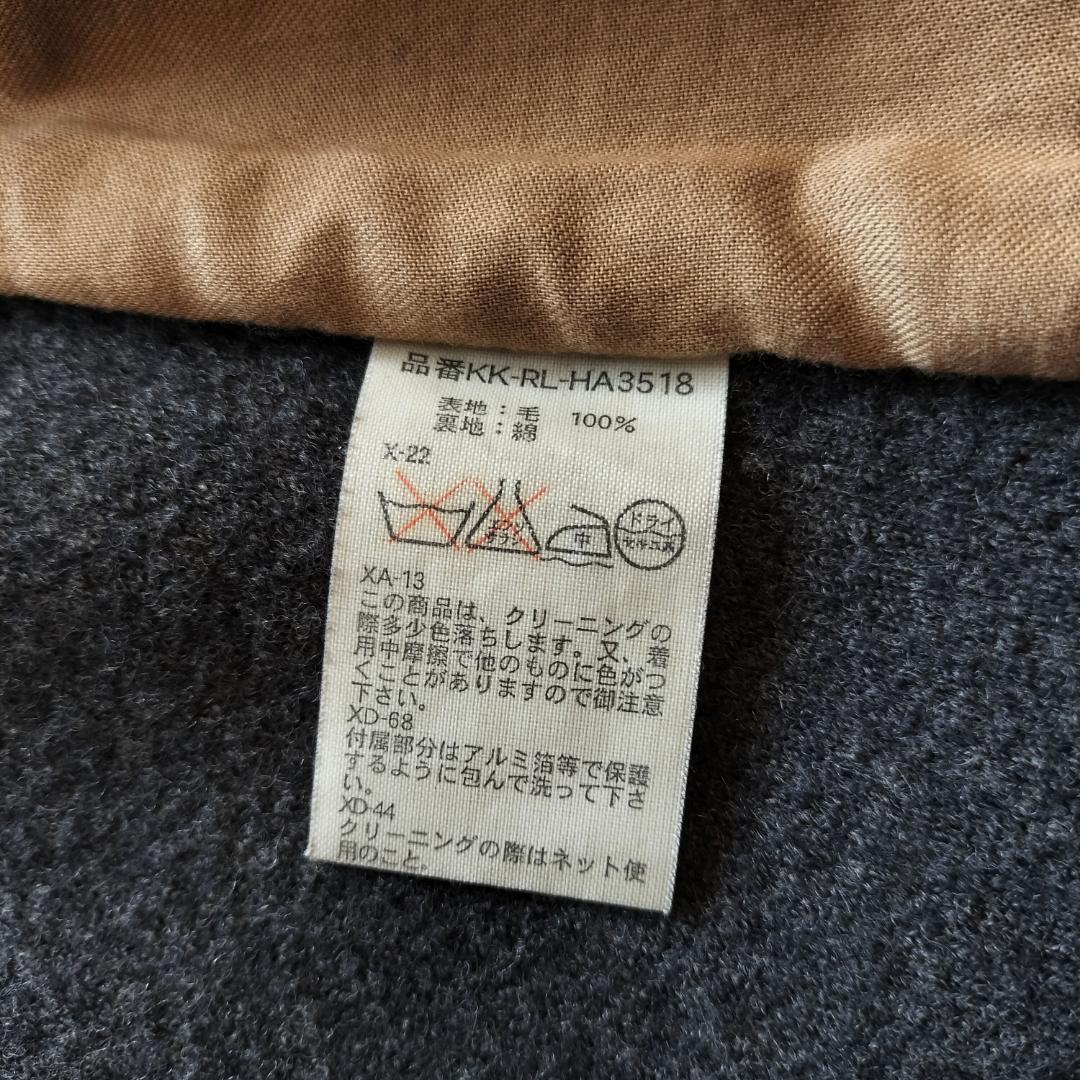 品番KK-RL-HA3518
表地：毛 100%
裏地：綿
X-22
中 ドライ
XA-13
この商品は、クリーニングの
際多少色落ちします。又、着
用中摩擦で他のものに色がつ
くことがありますので御注意
下さい。
XD-68
付属部分はアルミ箔等で保護
するように包んで洗って下さ
い。
XD-44
クリーニングの際はネット使
用のこと。